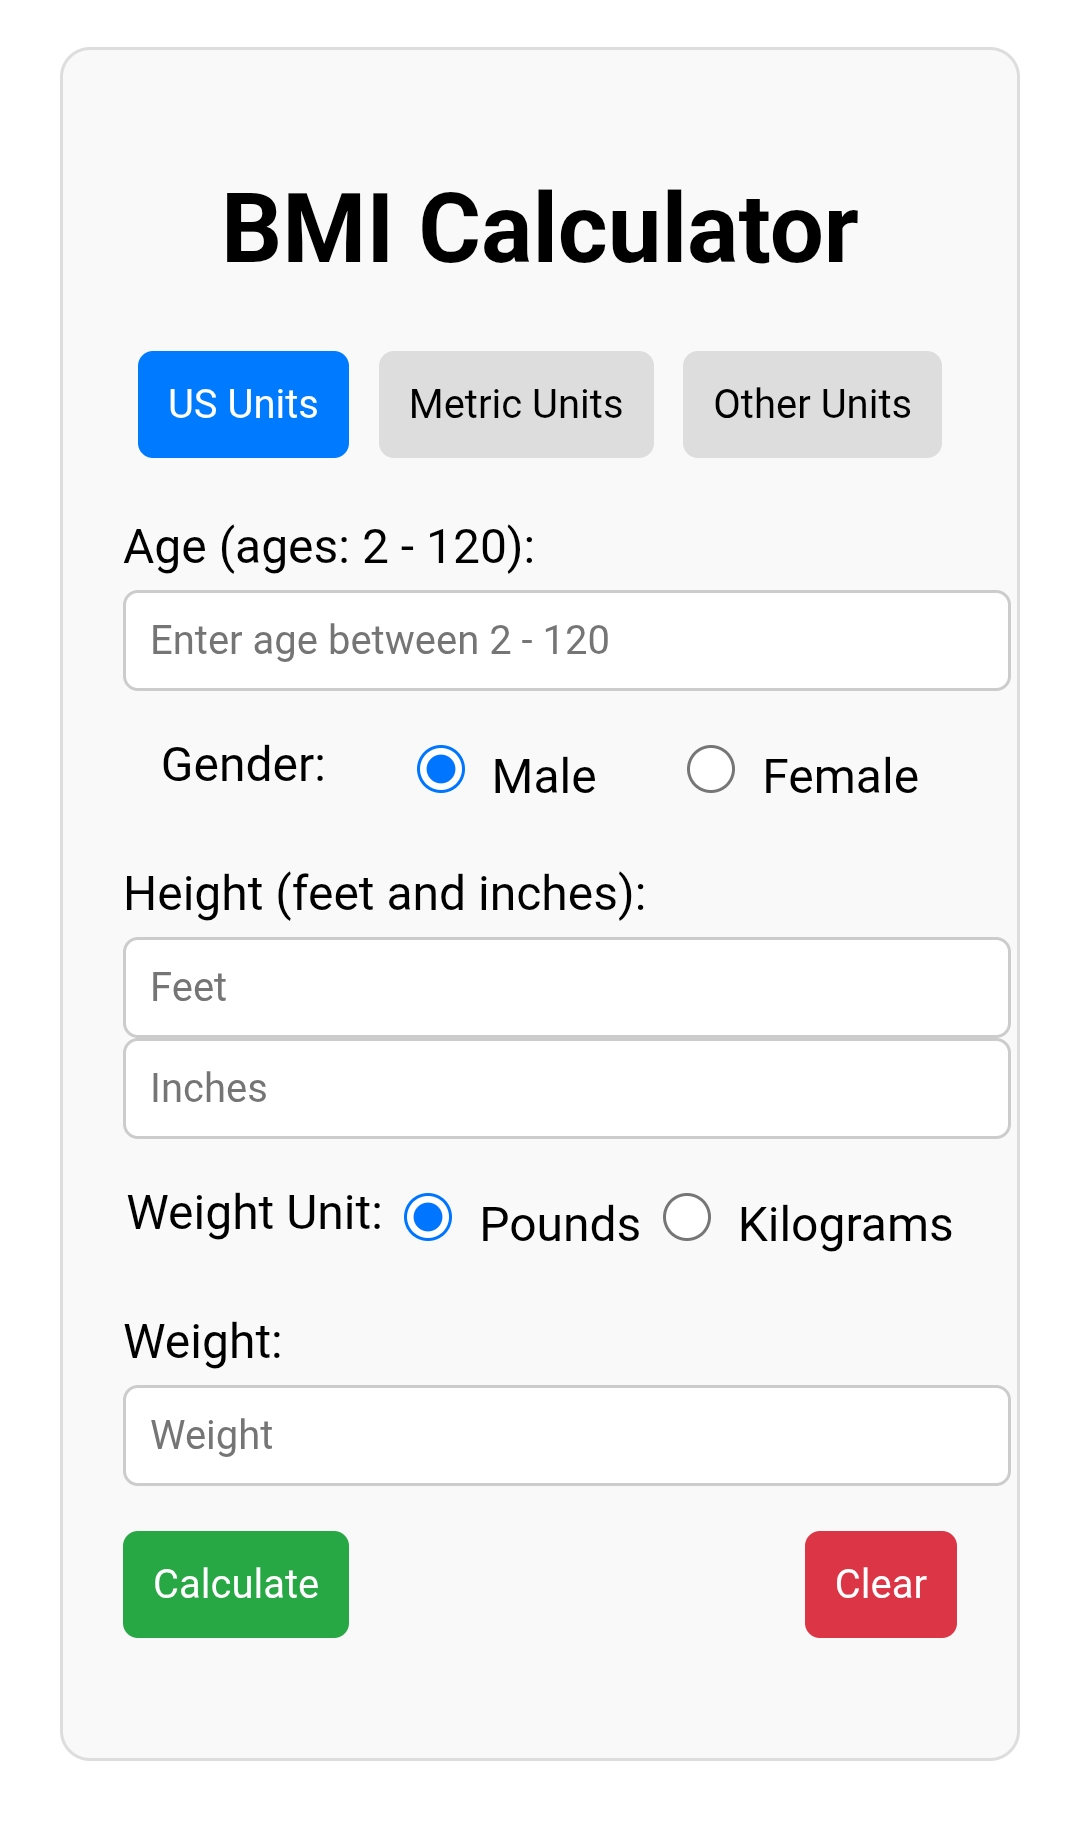 BMI Calculator
US Units Metric Units Other Units
Age (ages: 2 - 120):
Enter age between 2 - 120
Gender: Male Female
Height (feet and inches):
Feet
Inches
Weight Unit: Pounds Kilograms
Weight:
Weight
Calculate Clear